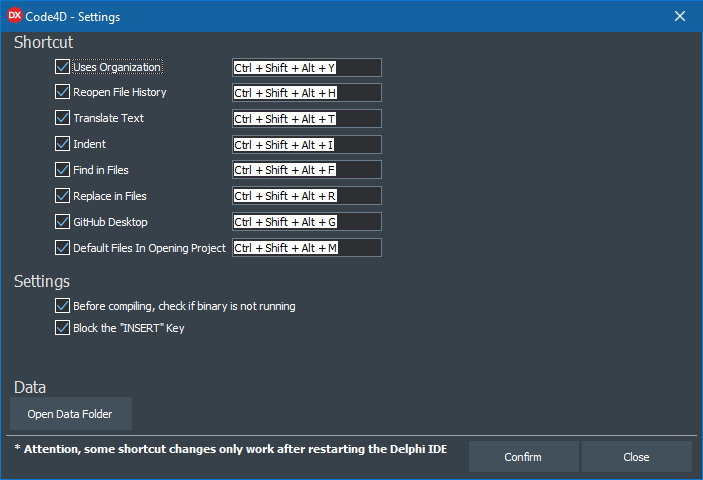 DX Code4D - Settings
Shortcut
Uses Organization Ctrl + Shift + Alt + Y
Reopen File History Ctrl + Shift + Alt + H
Translate Text Ctrl + Shift + Alt + T
Indent Ctrl + Shift + Alt + I
Find in Files Ctrl + Shift + Alt + F
Replace in Files Ctrl + Shift + Alt + R
GitHub Desktop Ctrl + Shift + Alt + G
Default Files In Opening Project Ctrl + Shift + Alt + M
Settings
Before compiling, check if binary is not running
Block the "INSERT" Key
Data
Open Data Folder
* Attention, some shortcut changes only work after restarting the Delphi IDE
Confirm Close